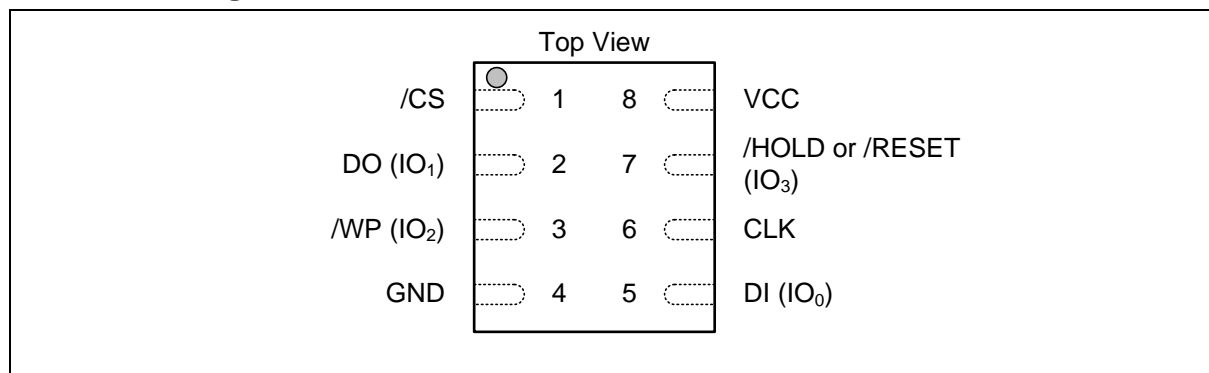 Top View
/CS 1 8 VCC
DO (IO₁) 2 7 /HOLD or /RESET
(IO₃)
/WP (IO₂) 3 6 CLK
GND 4 5 DI (IO₀)